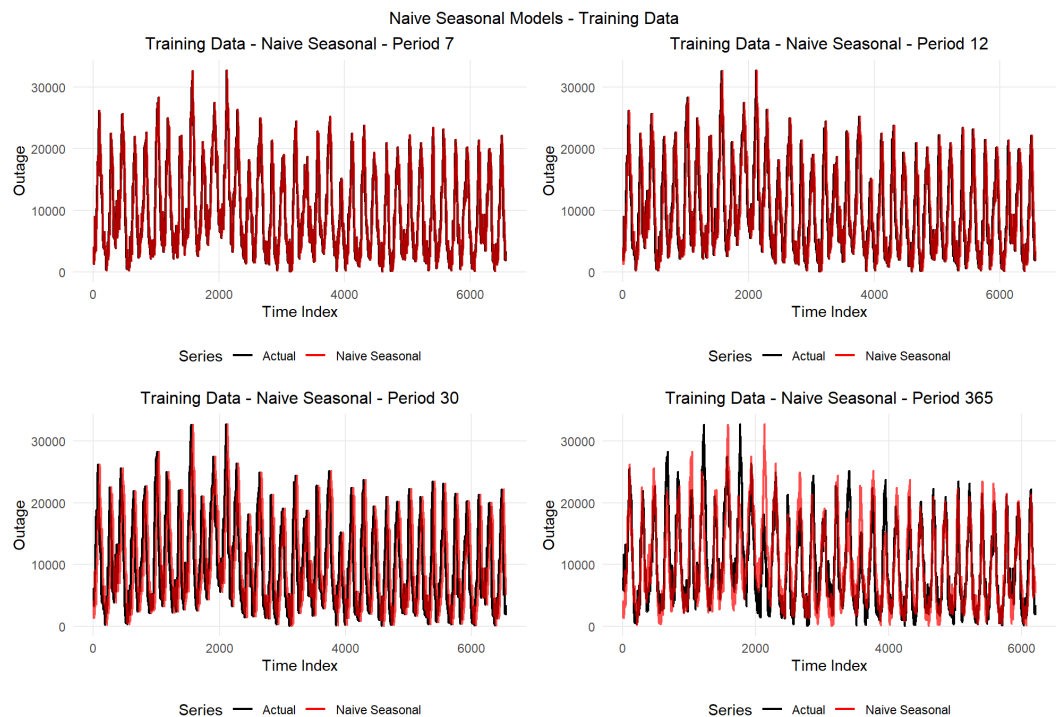 Naive Seasonal Models - Training Data
Training Data - Naive Seasonal - Period 7
30000
20000
10000
0
Outage
0 2000 4000 6000
Time Index
Series Actual Naive Seasonal
Training Data - Naive Seasonal - Period 12
30000
20000
10000
0
Outage
0 2000 4000 6000
Time Index
Series Actual Naive Seasonal
Training Data - Naive Seasonal - Period 30
30000
20000
10000
0
Outage
0 2000 4000 6000
Time Index
Series Actual Naive Seasonal
Training Data - Naive Seasonal - Period 365
30000
20000
10000
0
Outage
0 2000 4000 6000
Time Index
Series Actual Naive Seasonal